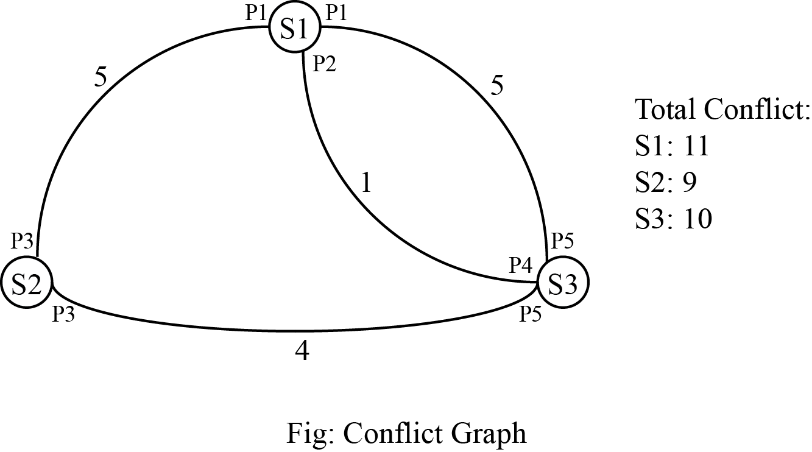 P1 S1 P1
P2
5
5
Total Conflict:
S1: 11
S2: 9
S3: 10
1
P3
P5
P4
S2
S3
P3
P5
4
Fig: Conflict Graph